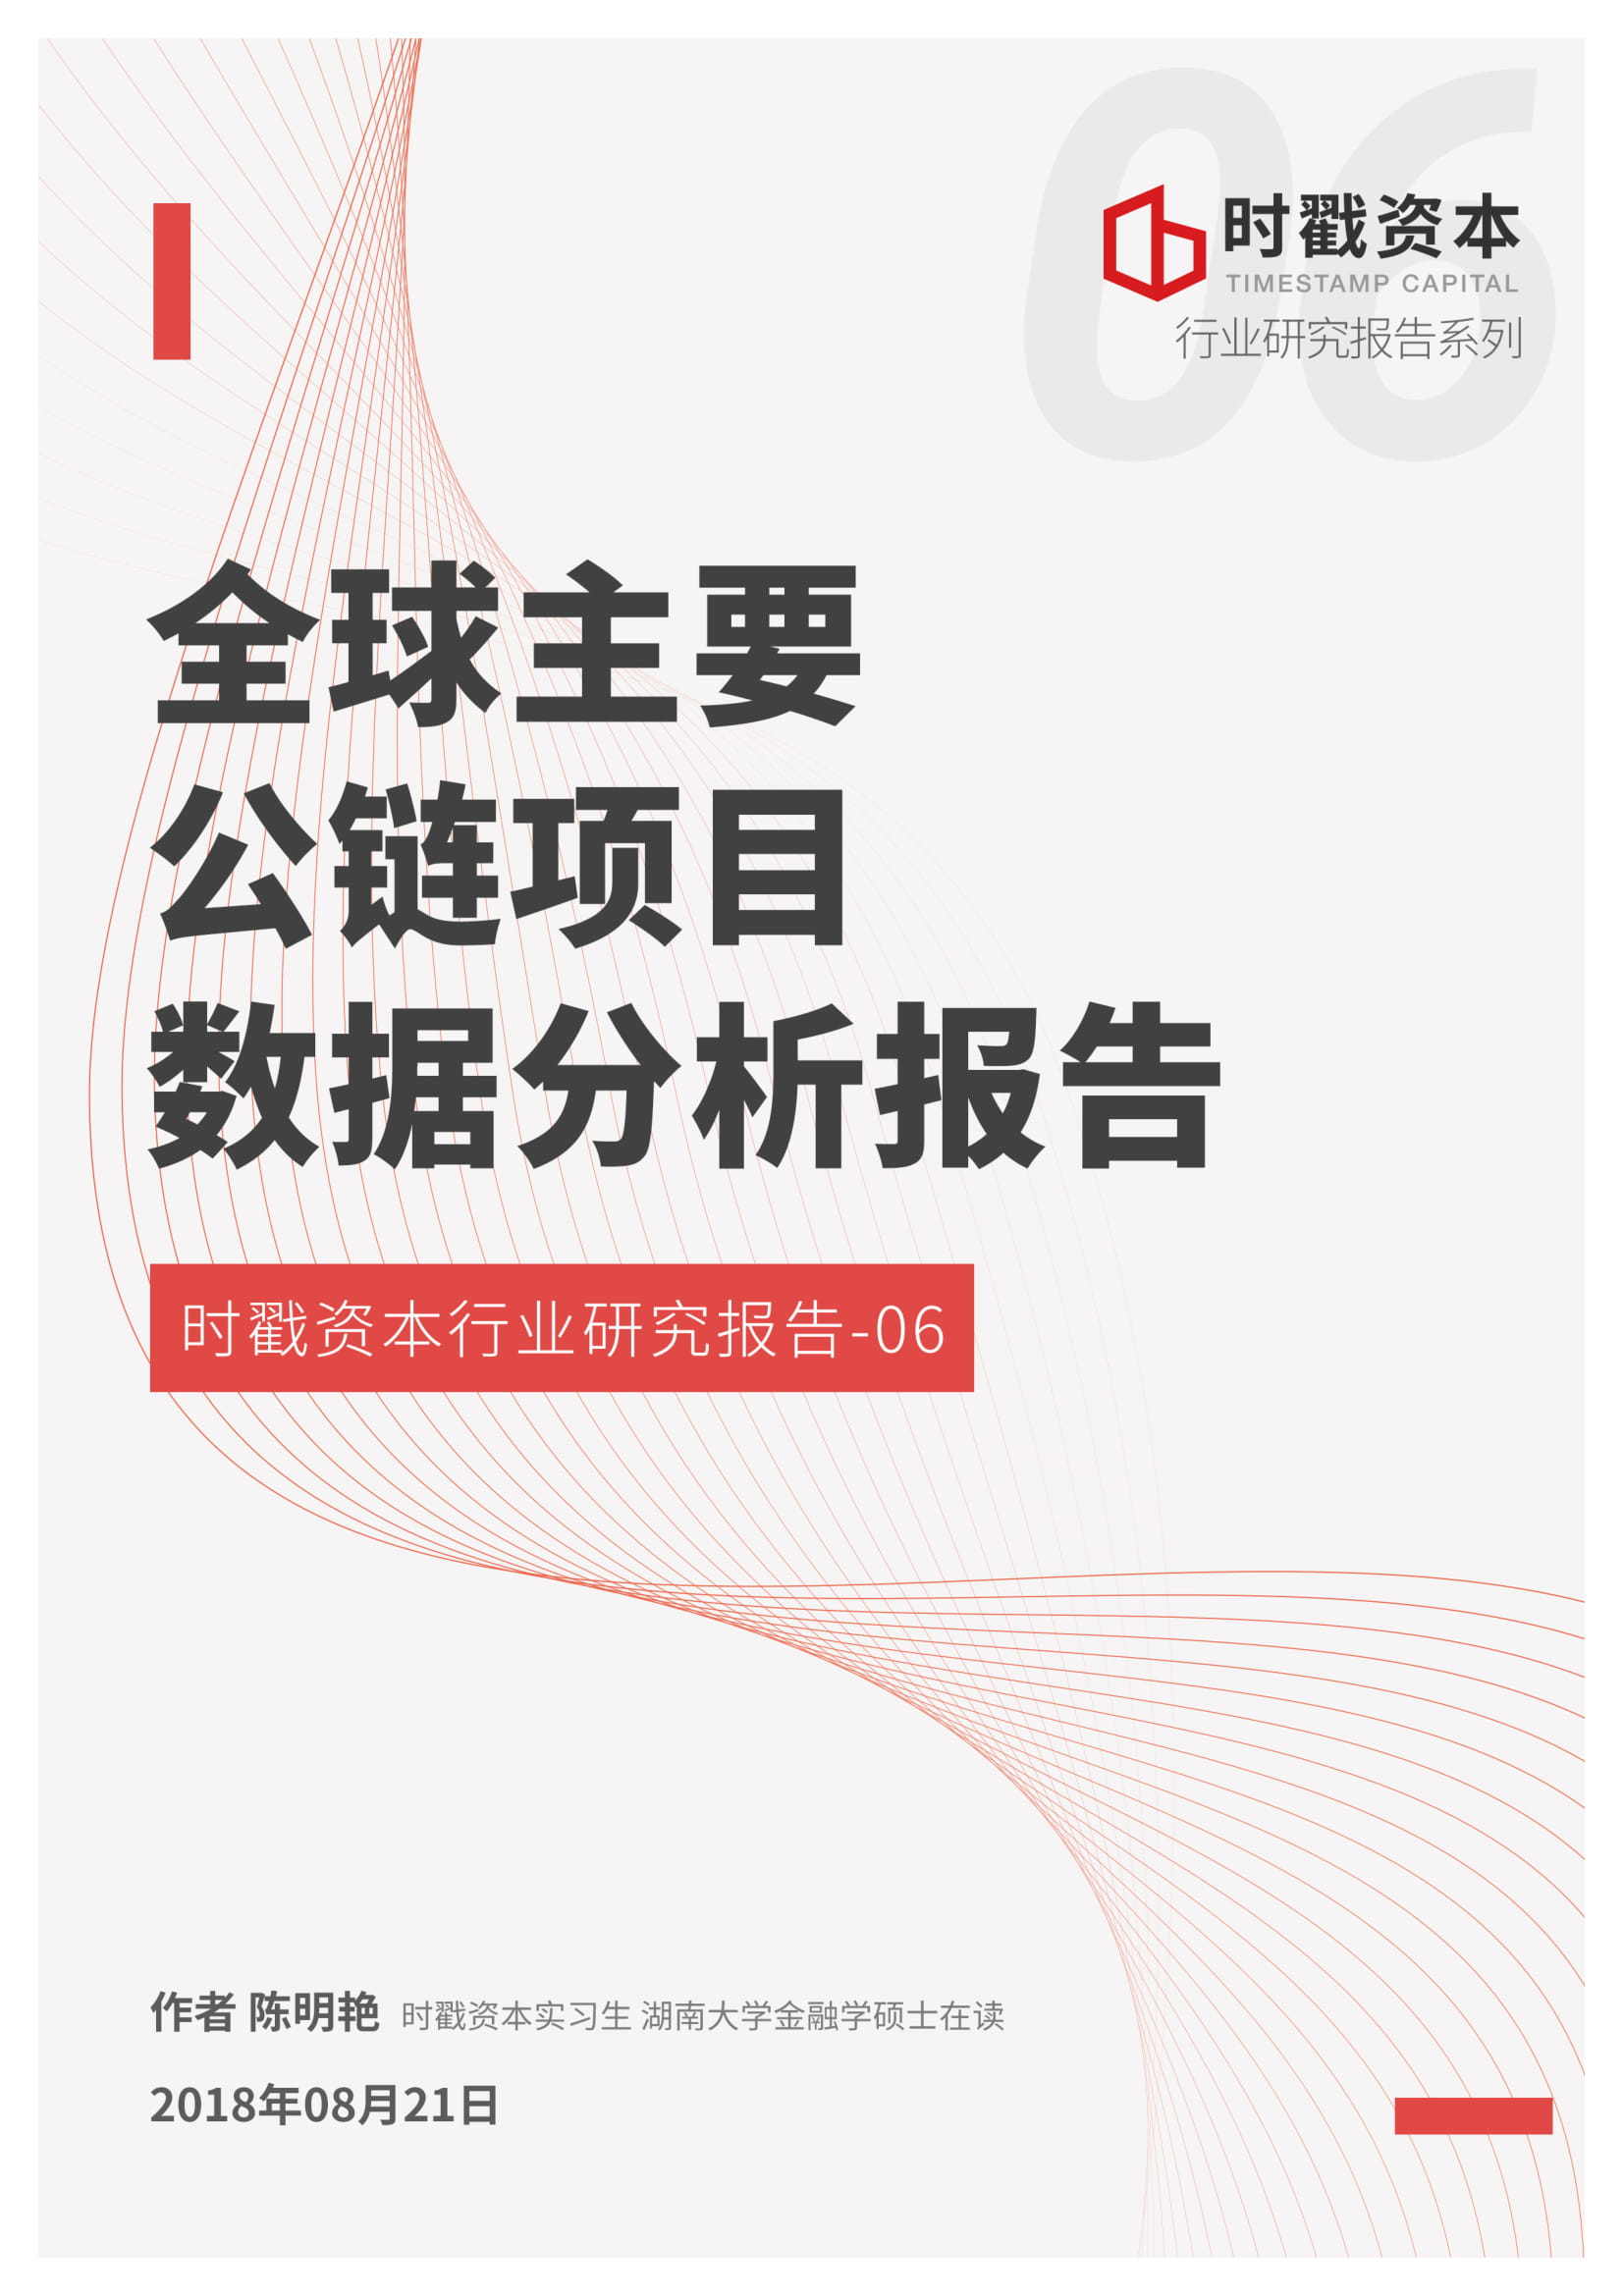 06
时戳资本
TIMESTAMP CAPITAL
行业研究报告系列
全球主要
公链项目
数据分析报告
时戳资本行业研究报告-06
作者 陈明艳 时戳资本实习生 湖南大学金融学硕士在读
2018年08月21日